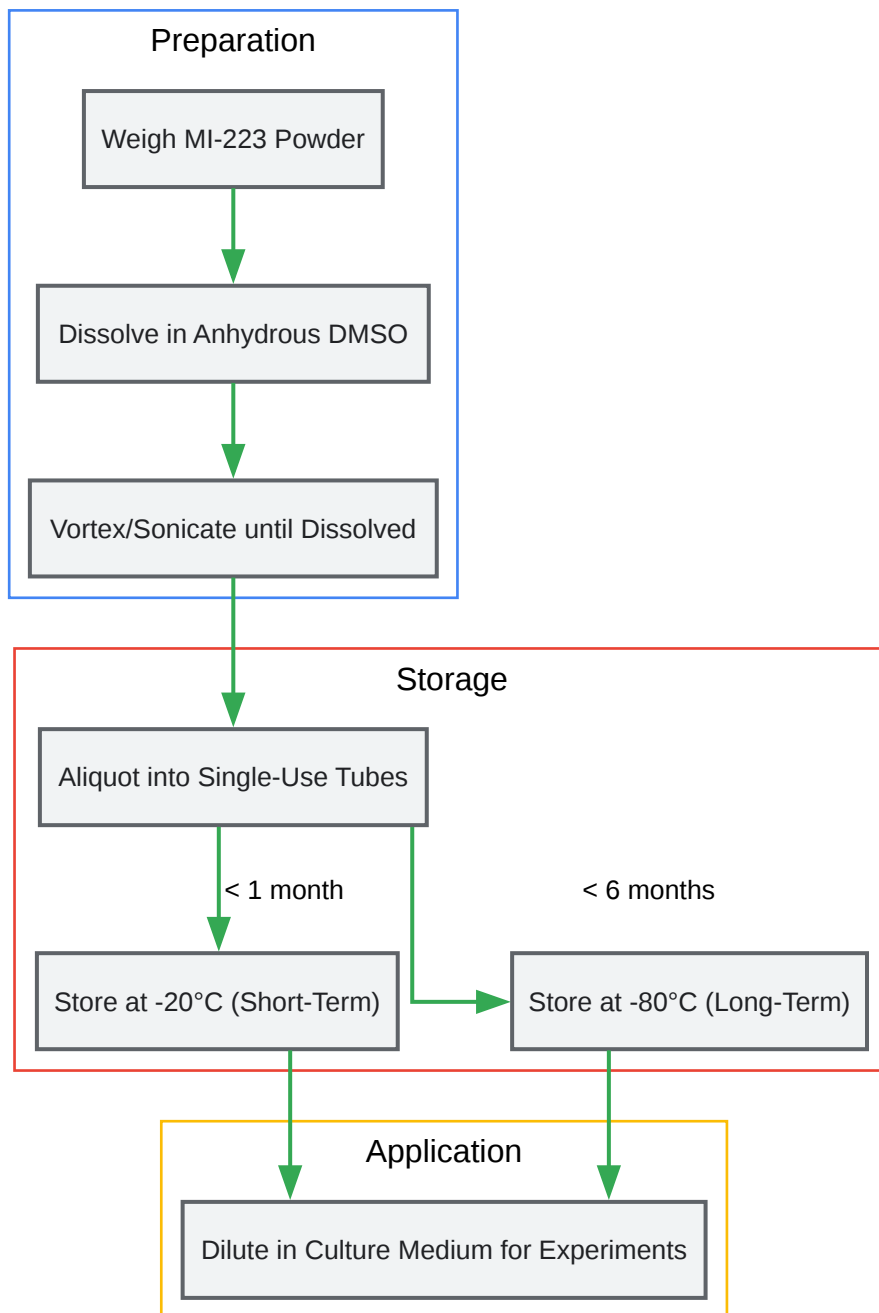 Preparation
Weigh MI-223 Powder
Dissolve in Anhydrous DMSO
Vortex/Sonicate until Dissolved
Storage
Aliquot into Single-Use Tubes
< 1 month
< 6 months
Store at -20°C (Short-Term)
Store at -80°C (Long-Term)
Application
Dilute in Culture Medium for Experiments